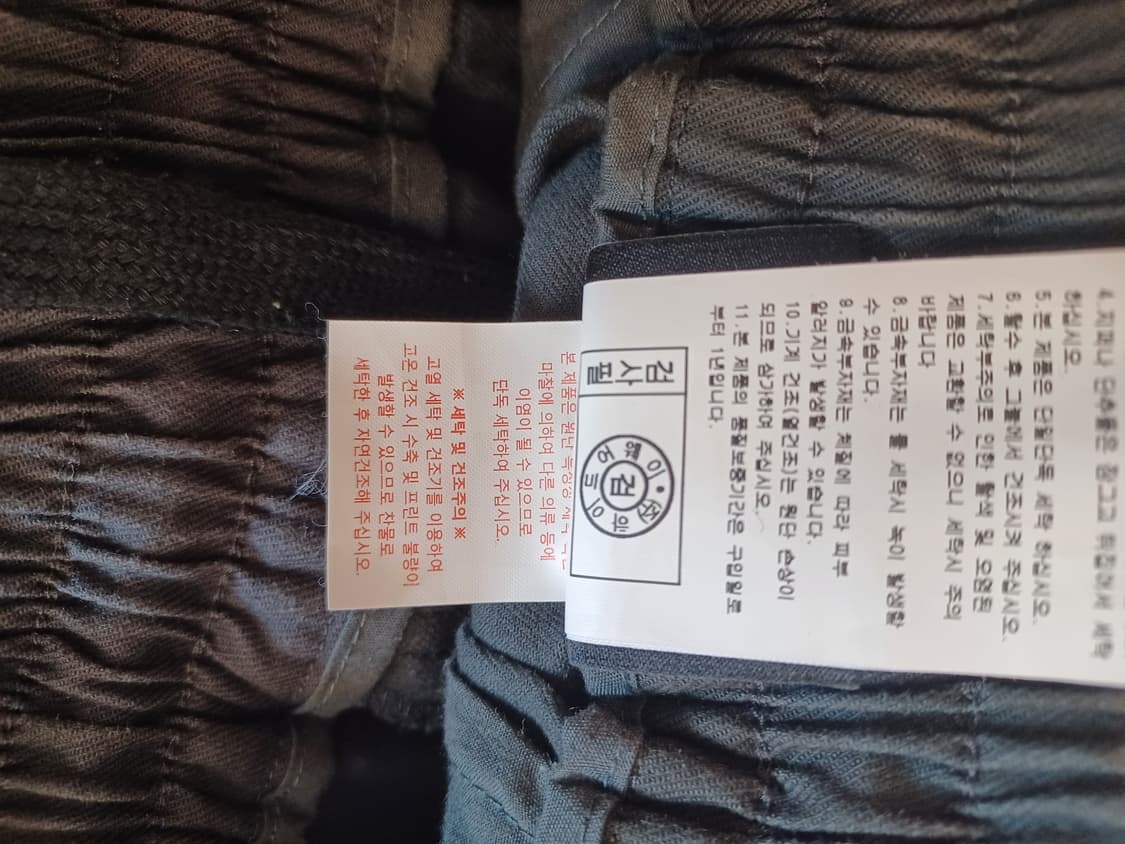 4.지퍼나 단추를은 잠그고 뒤집어서 세탁
하십시오.
5.본 제품은 단절단독 세탁 하십시오.
6.탈수 후 그늘에서 건조시켜 주십시오.
7.세탁부주의로 인한 탈색 및 오염된
제품은 교환할 수 없으니 세탁시 주의
바랍니다
8.금속부자재는 물 세탁시 녹이 발생할
수 있습니다.
9.금속부자재는 체질에 따라 피부
알러지가 발생할 수 있습니다.
10.기계 건조(열건조)는 원단 손상이
되므로 삼가하여 주십시오.
11.본 제품의 품질보증기간은 구입일로
부터 1년입니다.
검사
필
검
본 제품은 원단
마찰에 의하여 다른 의류 등에
이염이 될 수 있으므로
단독 세탁하여 주십시오.
※ 세탁 및 건조주의 ※
고열 세탁 및 건조기를 이용하여
고온 건조 시 수축 및 프린트 불량이
발생할 수 있으므로 찬물로
세탁한 후 자연건조해 주십시오.